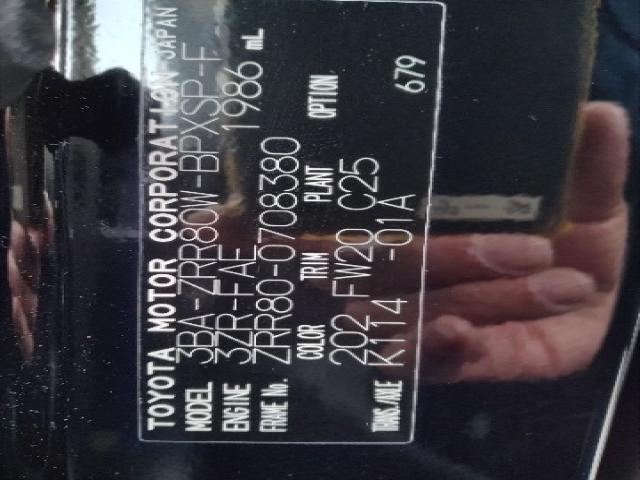 TOYOTA MOTOR CORPORATION JAPAN
MODEL 3BA-ZRR80W-BPXSP-F
ENGINE 3ZR-FAE 1986 mL
FRAME No. ZRR80-0708380
COLOR TRIM PLANT OPTION
202 FW20 C25
TRANS./AXLE K114 -01A 679